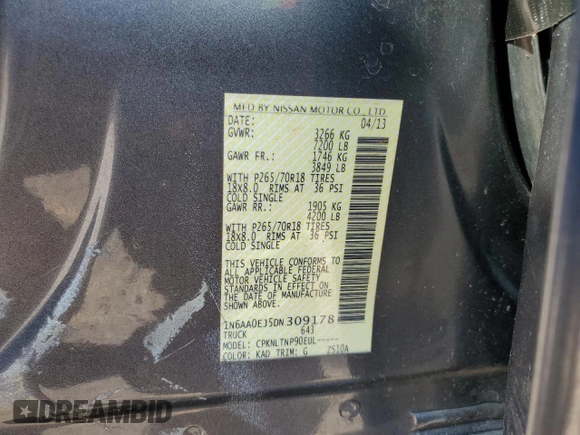 MFD BY NISSAN MOTOR CO., LTD.
DATE: 04/13
GVWR: 3266 KG
7200 LB
GAWR FR.: 1746 KG
3849 LB
WITH P265/70R18 TIRES
18x8.0 RIMS AT 36 PSI
COLD SINGLE
GAWR RR.: 1905 KG
4200 LB
WITH P265/70R18 TIRES
18x8.0 RIMS AT 36 PSI
COLD SINGLE
THIS VEHICLE CONFORMS TO
ALL APPLICABLE FEDERAL
MOTOR VEHICLE SAFETY
STANDARDS IN EFFECT ON THE
DATE OF MANUFACTURE
SHOWN ABOVE.
1N6AA0EJ5DN309178
TRUCK 643
MODEL: CPKNLTNP90EUL-----
COLOR: KAD TRIM: G 7S10A
DREAMBID